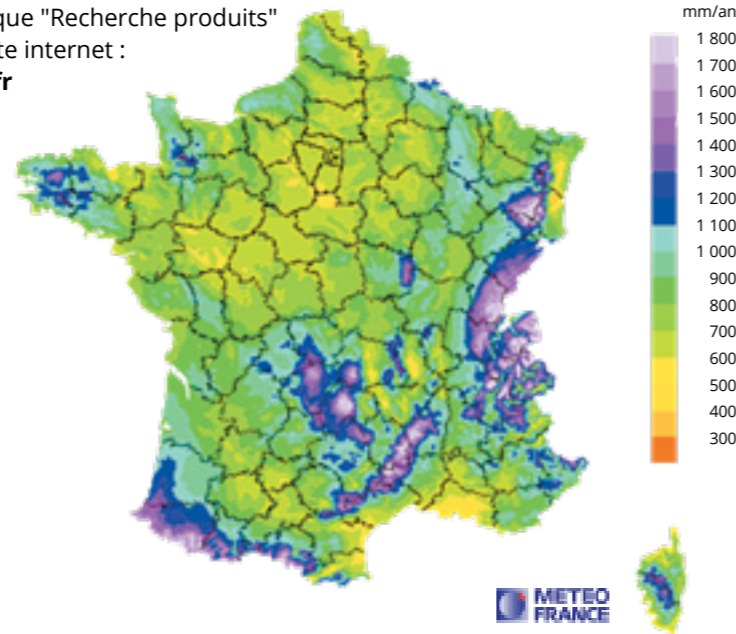 que "Recherche produits"
te internet :
fr
mm/an
1 800
1 700
1 600
1 500
1 400
1 300
1 200
1 100
1 000
900
800
700
600
500
400
300
METEO
FRANCE